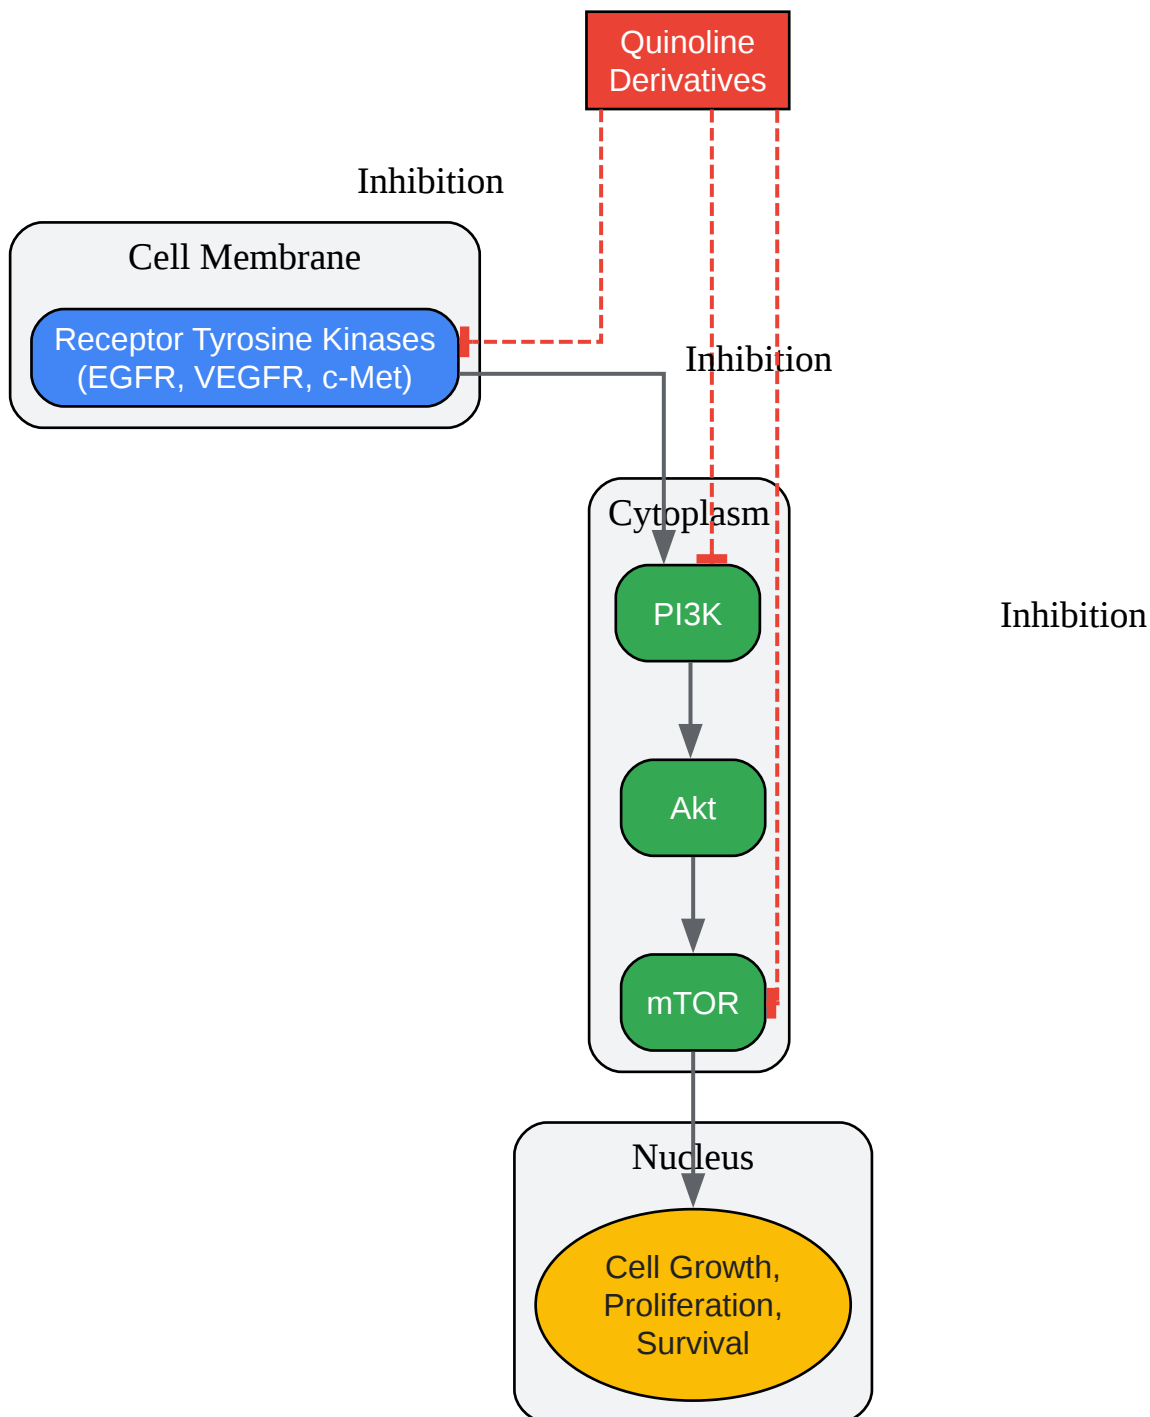 Quinoline
Derivatives
Inhibition
Cell Membrane
Receptor Tyrosine Kinases
(EGFR, VEGFR, c-Met)
Inhibition
Cytoplasm
PI3K
Inhibition
Akt
mTOR
Nucleus
Cell Growth,
Proliferation,
Survival